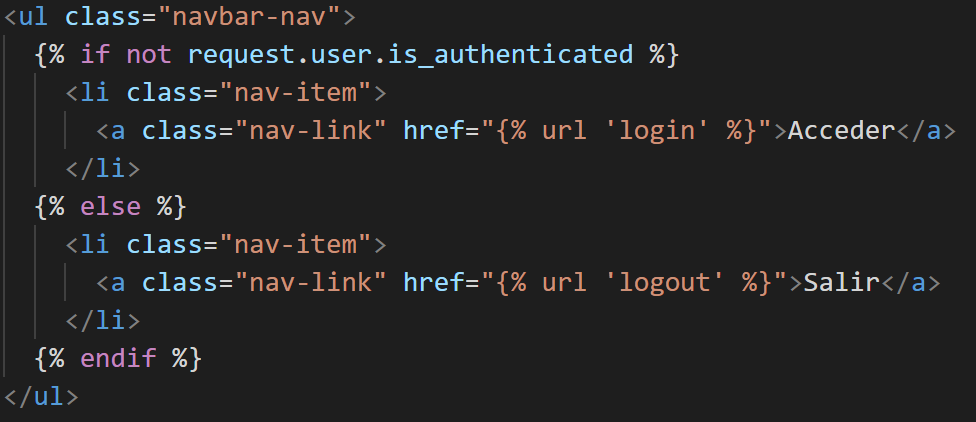 <ul class="navbar-nav">
  {% if not request.user.is_authenticated %}
    <li class="nav-item">
      <a class="nav-link" href="{% url 'login' %}">Acceder</a>
    </li>
  {% else %}
    <li class="nav-item">
      <a class="nav-link" href="{% url 'logout' %}">Salir</a>
    </li>
  {% endif %}
</ul>